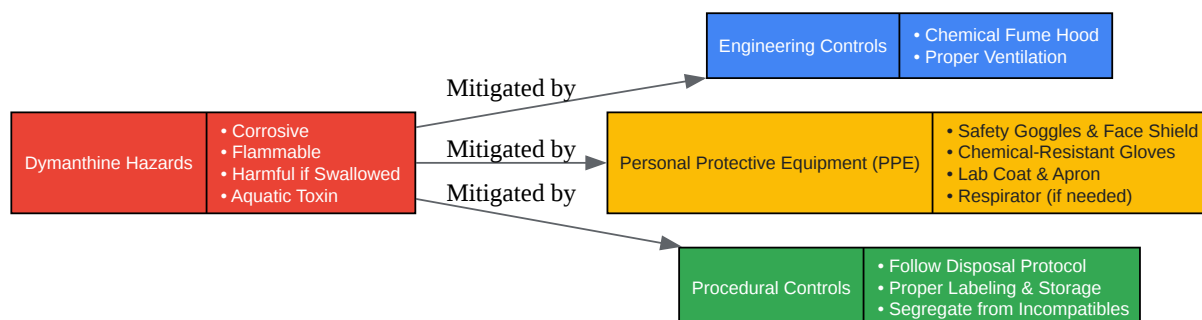 Dymanthine Hazards
• Corrosive
• Flammable
• Harmful if Swallowed
• Aquatic Toxin
Mitigated by
Engineering Controls
• Chemical Fume Hood
• Proper Ventilation
Mitigated by
Personal Protective Equipment (PPE)
• Safety Goggles & Face Shield
• Chemical-Resistant Gloves
• Lab Coat & Apron
• Respirator (if needed)
Mitigated by
Procedural Controls
• Follow Disposal Protocol
• Proper Labeling & Storage
• Segregate from Incompatibles